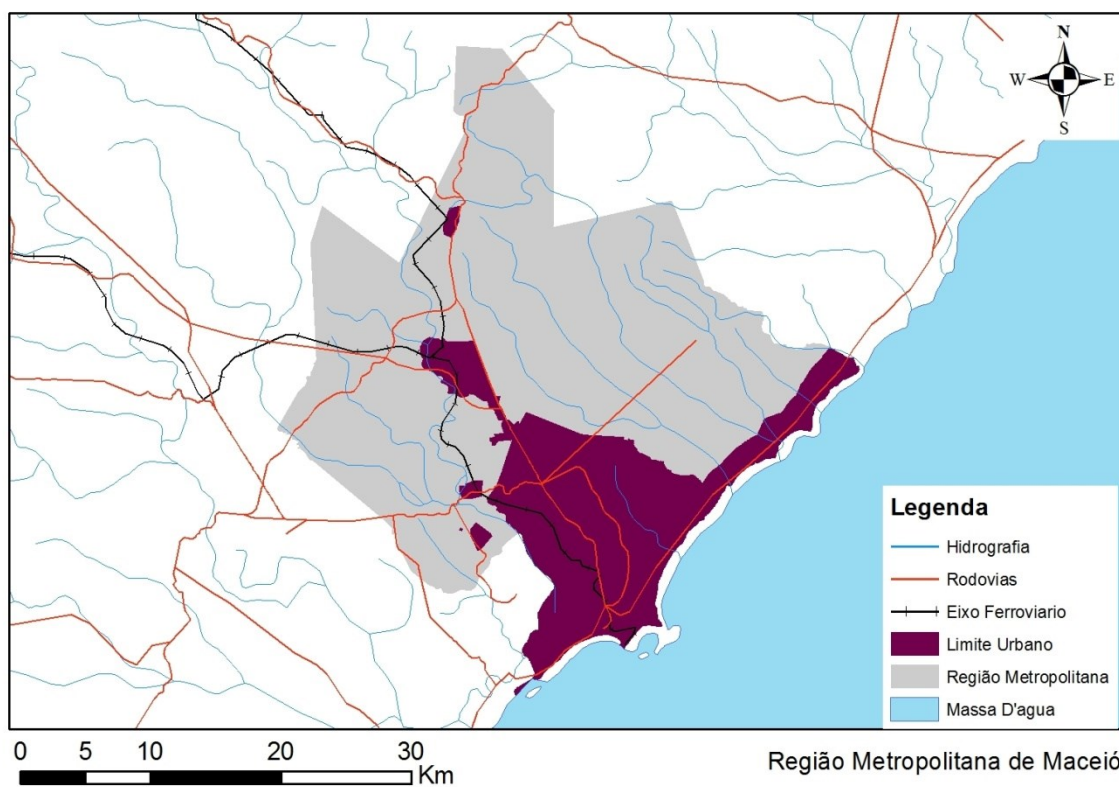 N
W E
S
Legenda
Hidrografia
Rodovias
Eixo Ferroviario
Limite Urbano
Região Metropolitana
Massa D'agua
0 5 10 20 30
Km
Região Metropolitana de Maceió